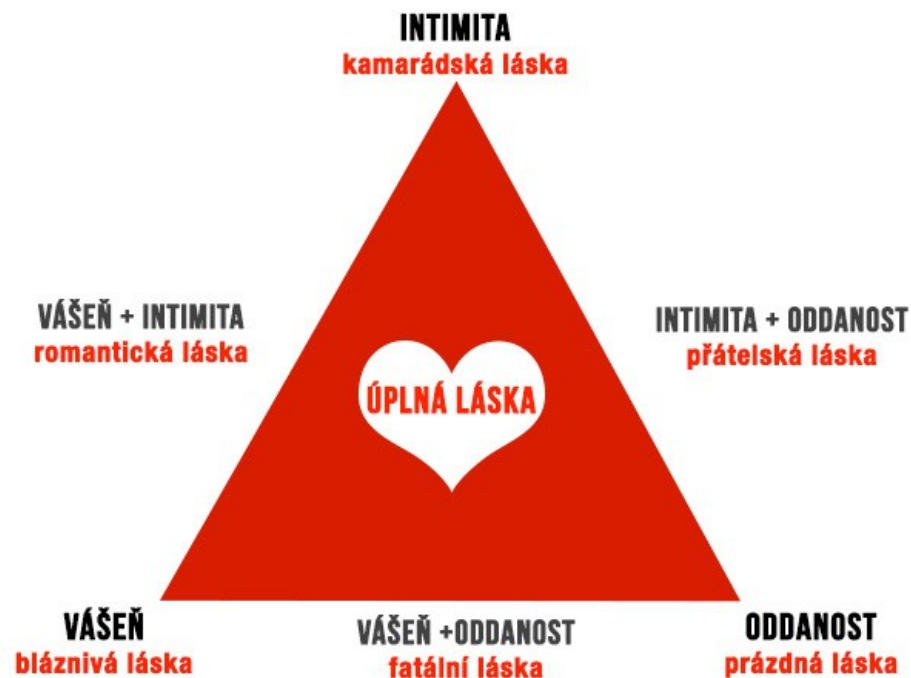 INTIMITA
kamarádská láska
VÁŠEŇ + INTIMITA
romantická láska
INTIMITA + ODDANOST
přátelská láska
ÚPLNÁ LÁSKA
VÁŠEŇ
bláznivá láska
VÁŠEŇ +ODDANOST
fatální láska
ODDANOST
prázdná láska